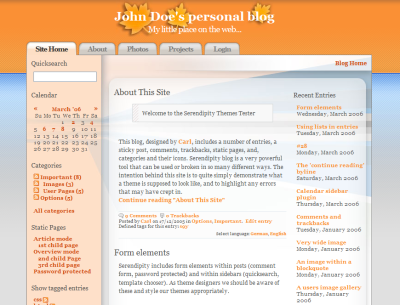 John Doe's personal blog
My little place on the web...
Site Home
About
Photos
Projects
Login
Blog Home
Quicksearch
Calendar
« March '06 »
Su Mo Tu We Th Fr Sa
1 2 3 4
5 6 7 8 9 10 11
12 13 14 15 16 17 18
19 20 21 22 23 24 25
26 27 28 29 30 31
Categories
Important (8)
Images (3)
User Pages (5)
Options (5)
All categories
Static Pages
Article mode
1st child page
Overview mode
2nd child Page
3rd child page
Password protected
Show tagged entries
css
About This Site
Welcome to the Serendipity Themes Tester
This blog, designed by Carl, includes a number of entries, a
sticky post, comments, trackbacks, static pages, and,
categories and their icons. Serendipity blog is a very powerful
tool that can be used or broken in so many different ways. The
intention behind this site is to quite simply demonstrate what
a theme is supposed to look like, and to highlight any errors
that may have crept in.
Continue reading "About This Site"
2 Comments 0 Trackbacks
Posted by Carl on 17/12/2005 in Options, Important. Edit entry
Defined tags for this entry:
Select language: German, English
Form elements
Serendipity includes form elements within posts (comment
form, password protected) and within sidebars (quicksearch,
template chooser). As theme designers we should be aware of
these and style our themes appropriately.
Recent Entries
Form elements
Wednesday, March 2006
Using lists in entries
Tuesday, March 2006
Monday, March 2006
The 'continue reading'
byline
Saturday, March 2006
Calendar sidebar
plugin
Thursday, March 2006
Comments and
trackbacks
Tuesday, March 2006
Very wide image
Monday, March 2006
An image within a
blockquote
Monday, March 2006
A users image gallery
Thursday, March 2006